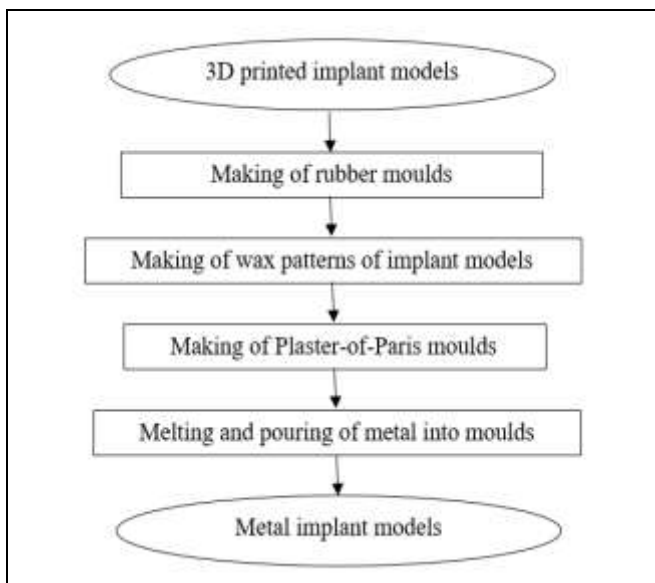 3D printed implant models
Making of rubber moulds
Making of wax patterns of implant models
Making of Plaster-of-Paris moulds
Melting and pouring of metal into moulds
Metal implant models